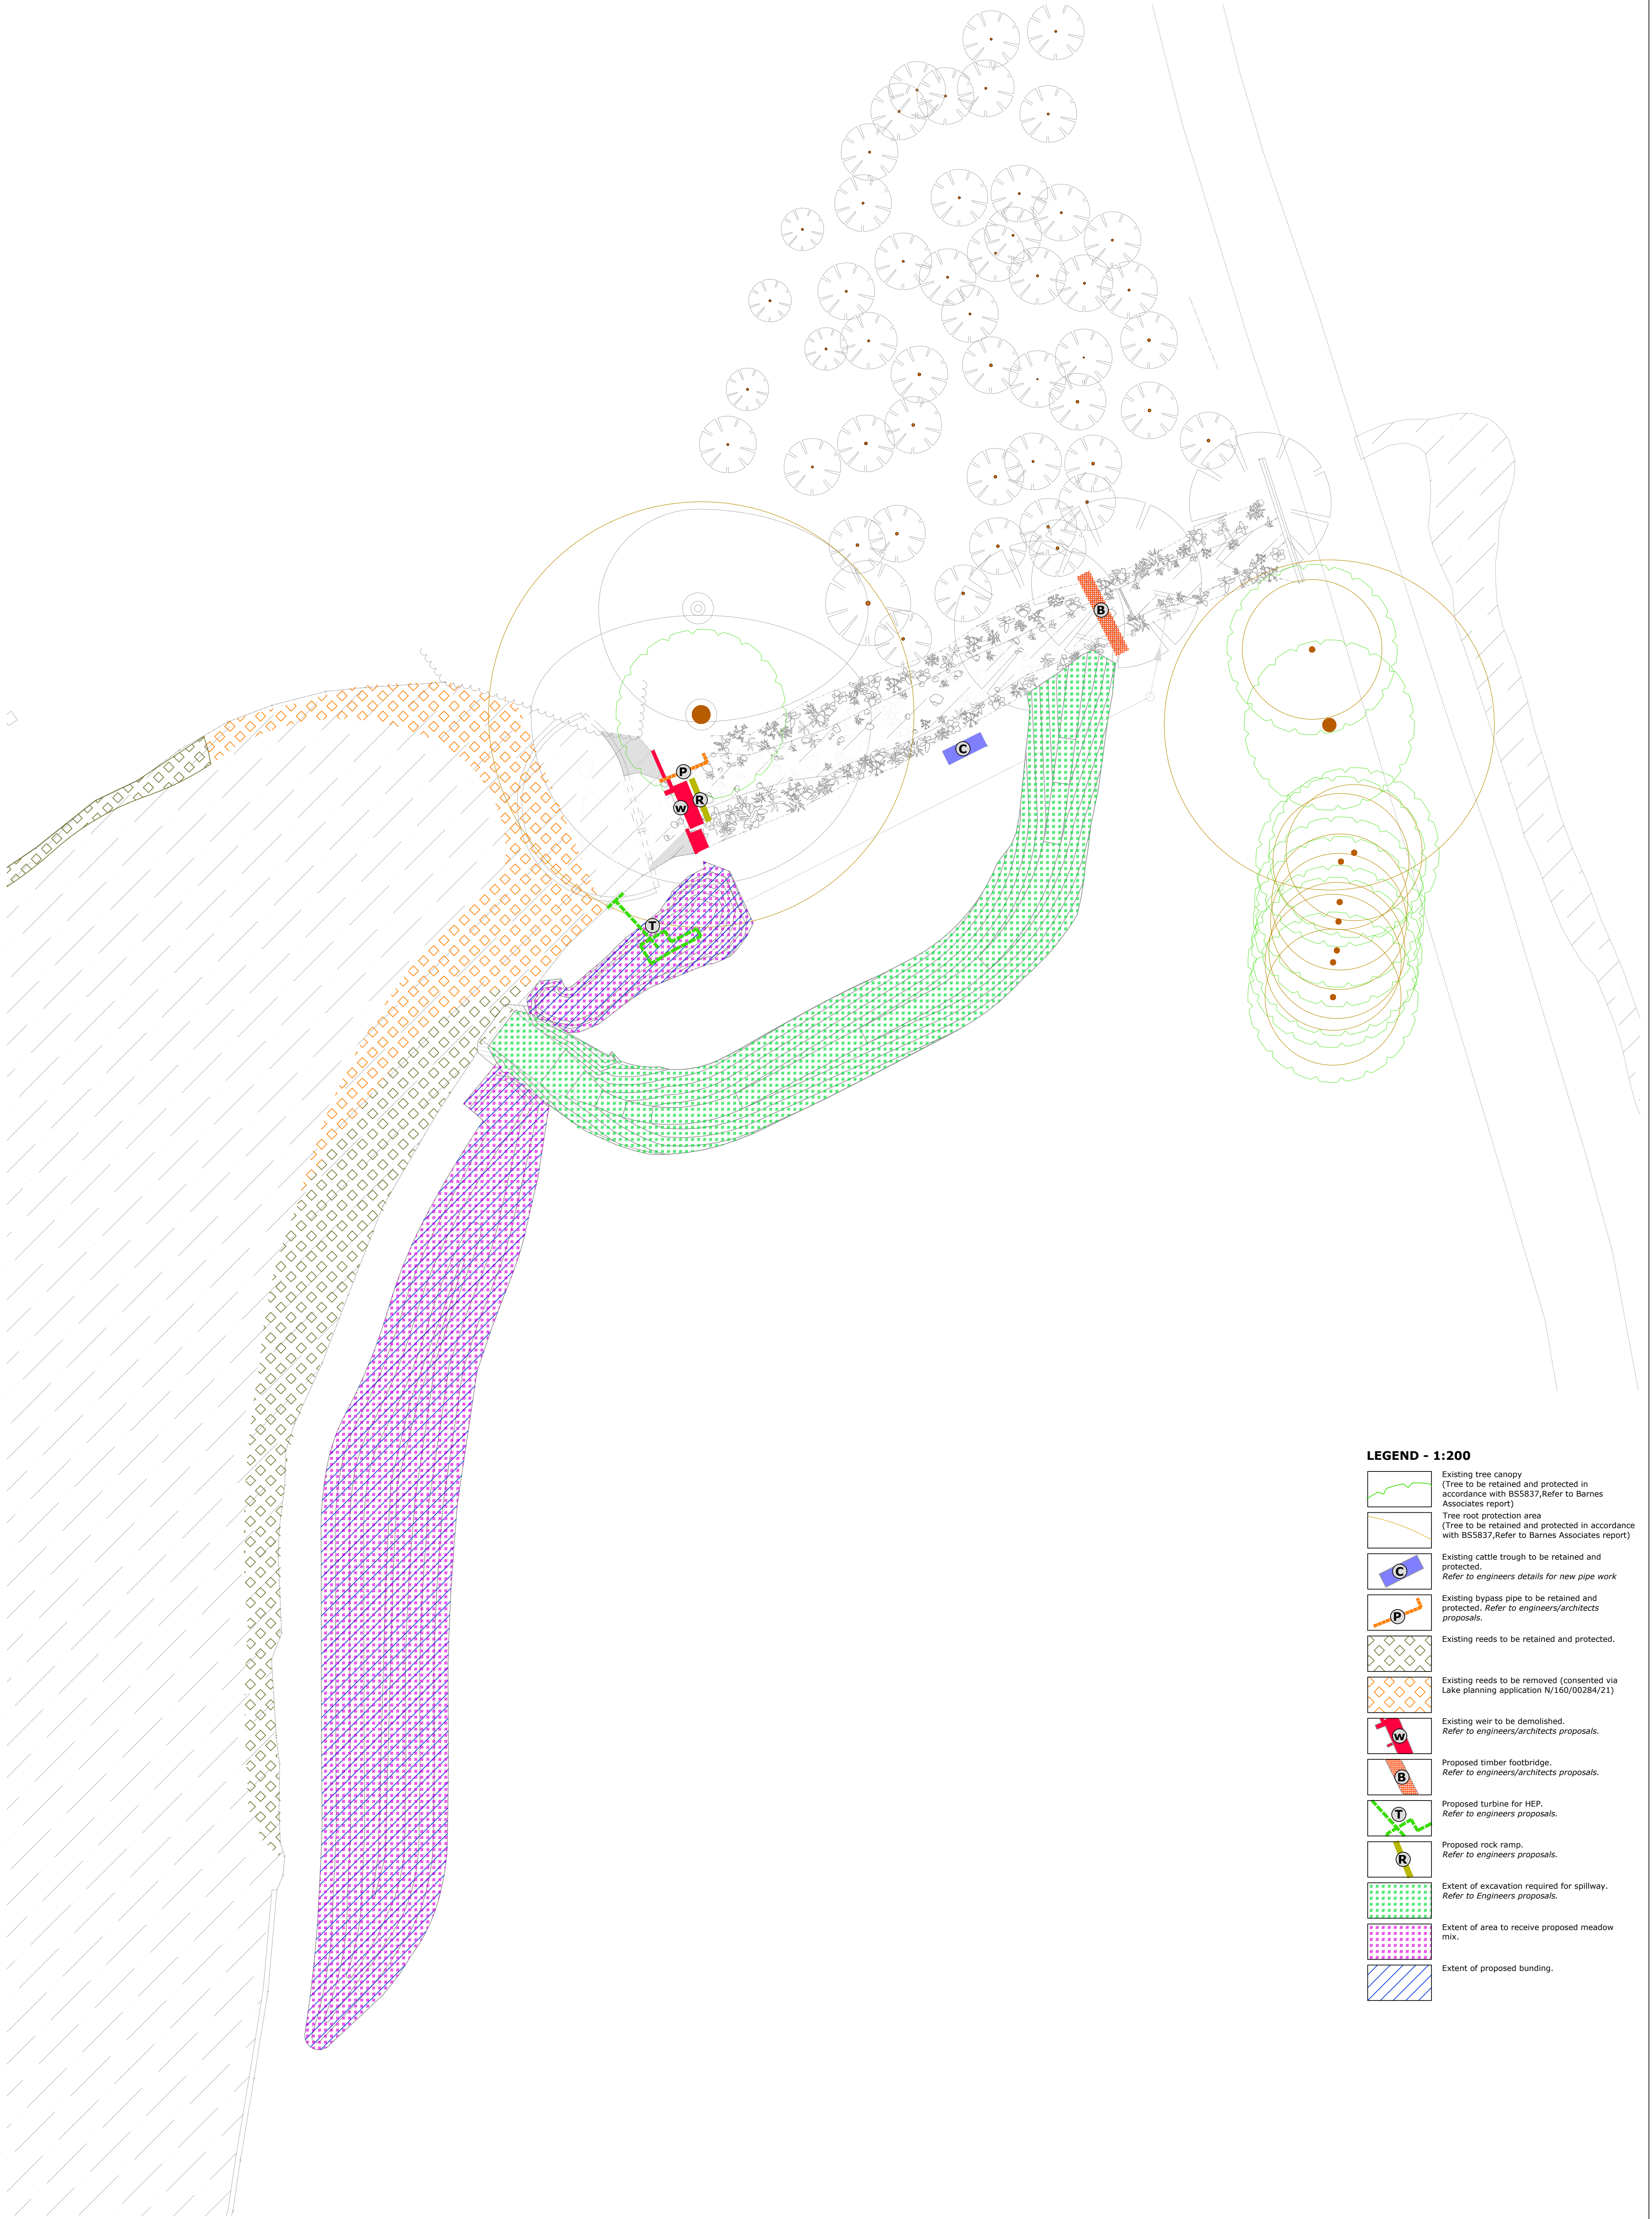 B
C
P
R
w
T
LEGEND - 1:200
Existing tree canopy
(Tree to be retained and protected in
accordance with BS5837,Refer to Barnes
Associates report)
Tree root protection area
(Tree to be retained and protected in accordance
with BS5837,Refer to Barnes Associates report)
C
Existing cattle trough to be retained and
protected.
Refer to engineers details for new pipe work
P
Existing bypass pipe to be retained and
protected. Refer to engineers/architects
proposals.
Existing reeds to be retained and protected.
Existing reeds to be removed (consented via
Lake planning application N/160/00284/21)
w
Existing weir to be demolished.
Refer to engineers/architects proposals.
B
Proposed timber footbridge.
Refer to engineers/architects proposals.
T
Proposed turbine for HEP.
Refer to engineers proposals.
R
Proposed rock ramp.
Refer to engineers proposals.
Extent of excavation required for spillway.
Refer to Engineers proposals.
Extent of area to receive proposed meadow
mix.
Extent of proposed bunding.